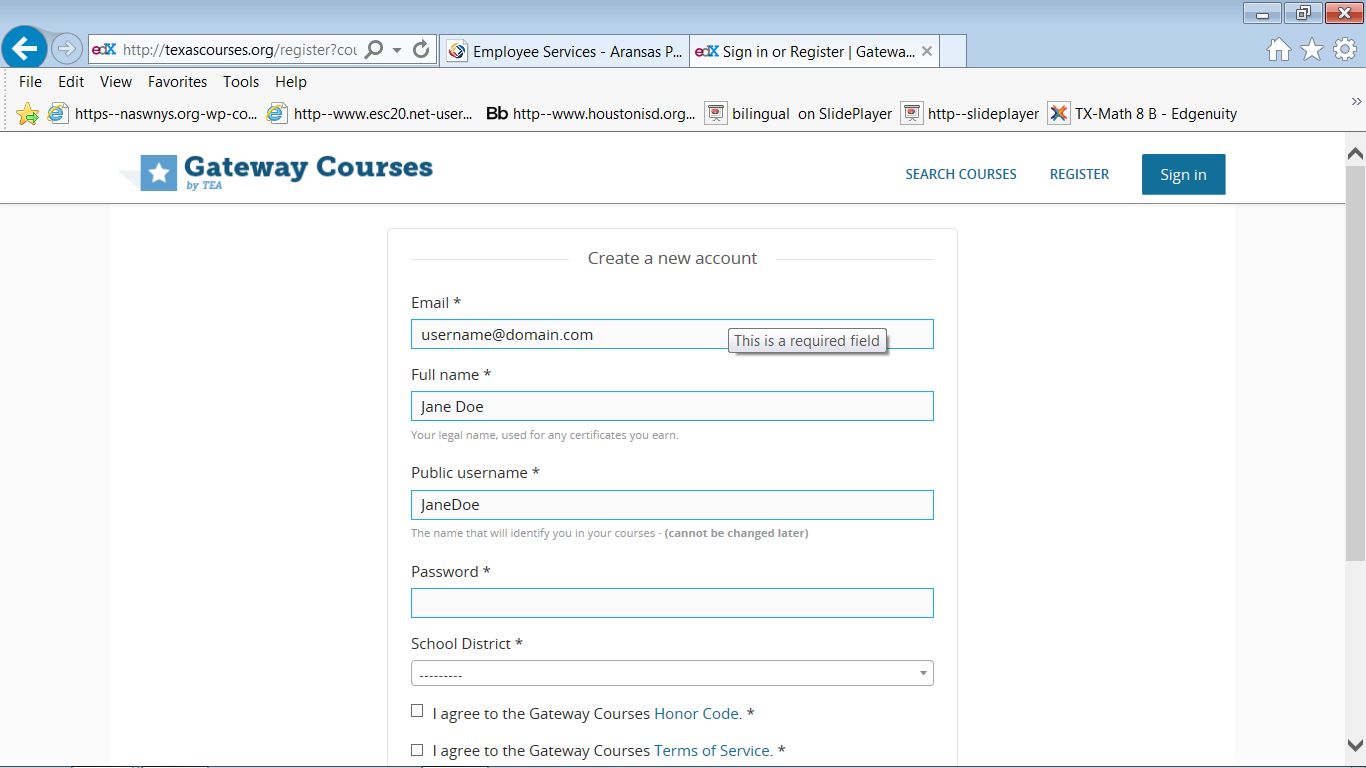 edX http://texascourses.org/register?cou
Employee Services - Aransas P...
edX Sign in or Register | Gatewa...
File Edit View Favorites Tools Help
https--naswnys.org-wp-co...
http--www.esc20.net-user...
Bb http--www.houstonisd.org...
bilingual on SlidePlayer
http--slideplayer
TX-Math 8 B - Edgenuity
Gateway Courses
by TEA
SEARCH COURSES
REGISTER
Sign in
Create a new account
Email *
username@domain.com
This is a required field
Full name *
Jane Doe
Your legal name, used for any certificates you earn.
Public username *
JaneDoe
The name that will identify you in your courses - (cannot be changed later)
Password *
School District *
---------
I agree to the Gateway Courses Honor Code. *
I agree to the Gateway Courses Terms of Service. *